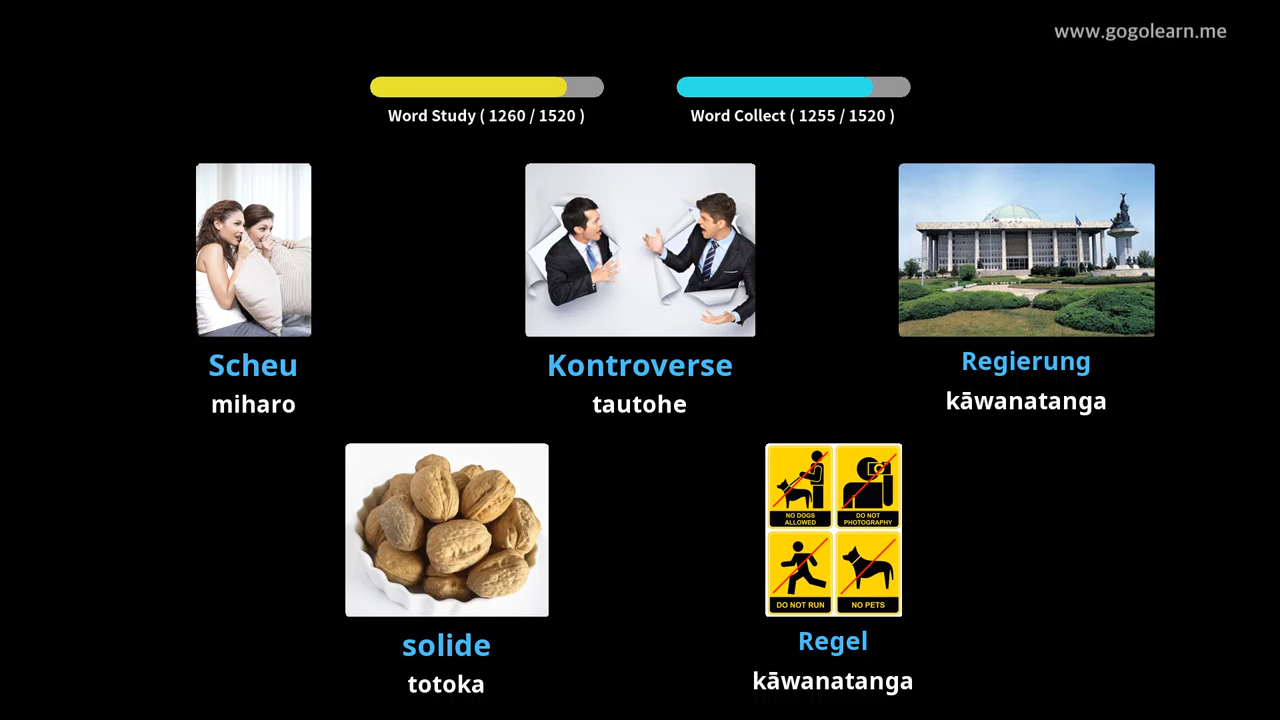 www.gogolearn.me
Word Study ( 1260 / 1520 )
Word Collect ( 1255 / 1520 )
Scheu
miharo
Kontroverse
tautohe
Regierung
kāwanatanga
solide
totoka
NO DOGS
ALLOWED
DO NOT
PHOTOGRAPHY
DO NOT RUN
NO PETS
Regel
kāwanatanga